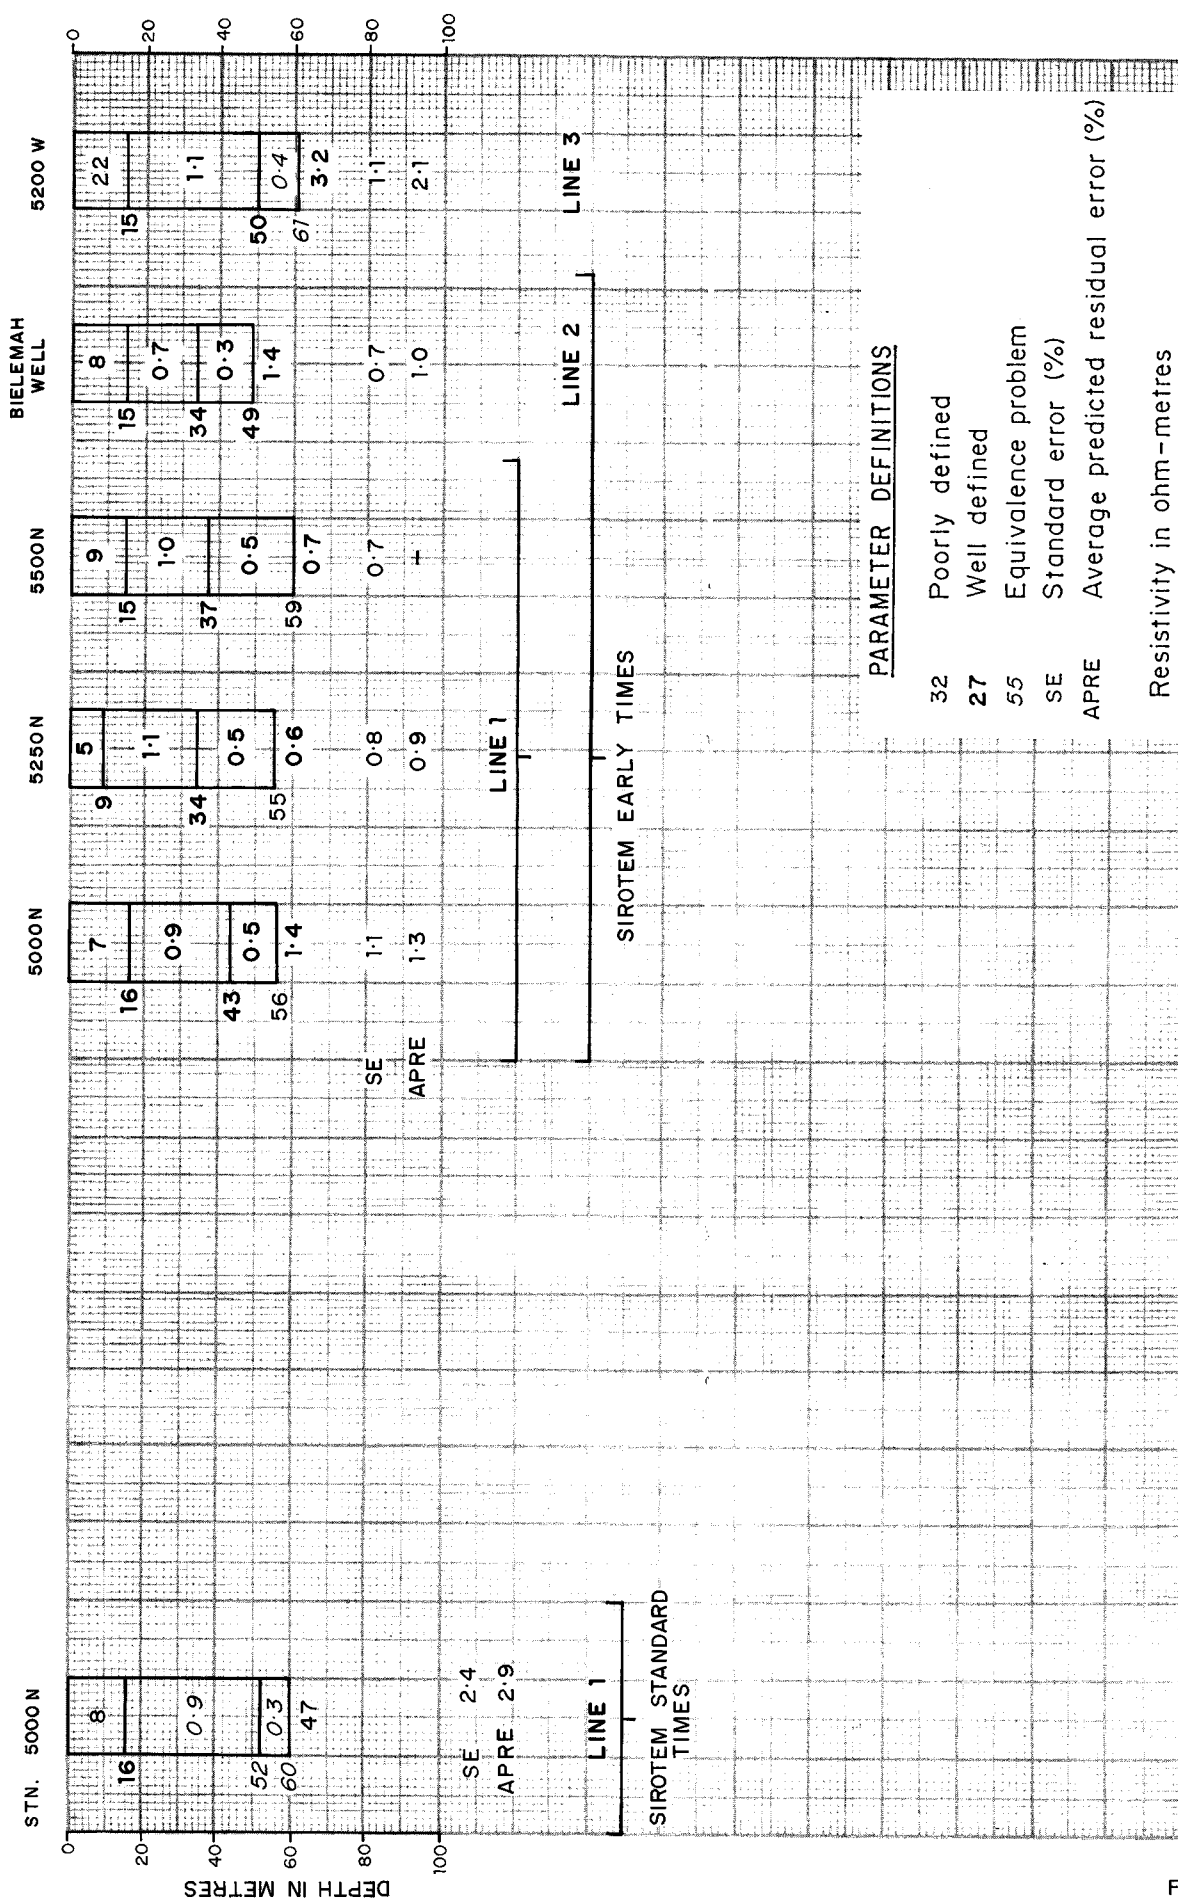 STN. 5000N
5000N
5250N
5500N
BIELEMAH
WELL
5200 W
DEPTH IN METRES
0
20
40
60
80
100
8
16
0·9
52
0·3
60
47
SE 2·4
APRE 2·9
LINE 1
SIROTEM STANDARD
TIMES
7
16
0·9
43
0·5
56
1·4
SE 1·1
APRE 1·3
5
9
1·1
34
0·5
55
0·6
0·8
0·9
9
15
1·0
37
0·5
59
0·7
0·7
–
8
15
0·7
34
0·3
49
1·4
0·7
1·0
22
15
1·1
50
0·4
61
3·2
1·1
2·1
0
20
40
60
80
100
LINE 1
LINE 2
LINE 3
SIROTEM EARLY TIMES
PARAMETER DEFINITIONS
32 Poorly defined
27 Well defined
55 Equivalence problem
SE Standard error (%)
APRE Average predicted residual error (%)
Resistivity in ohm-metres